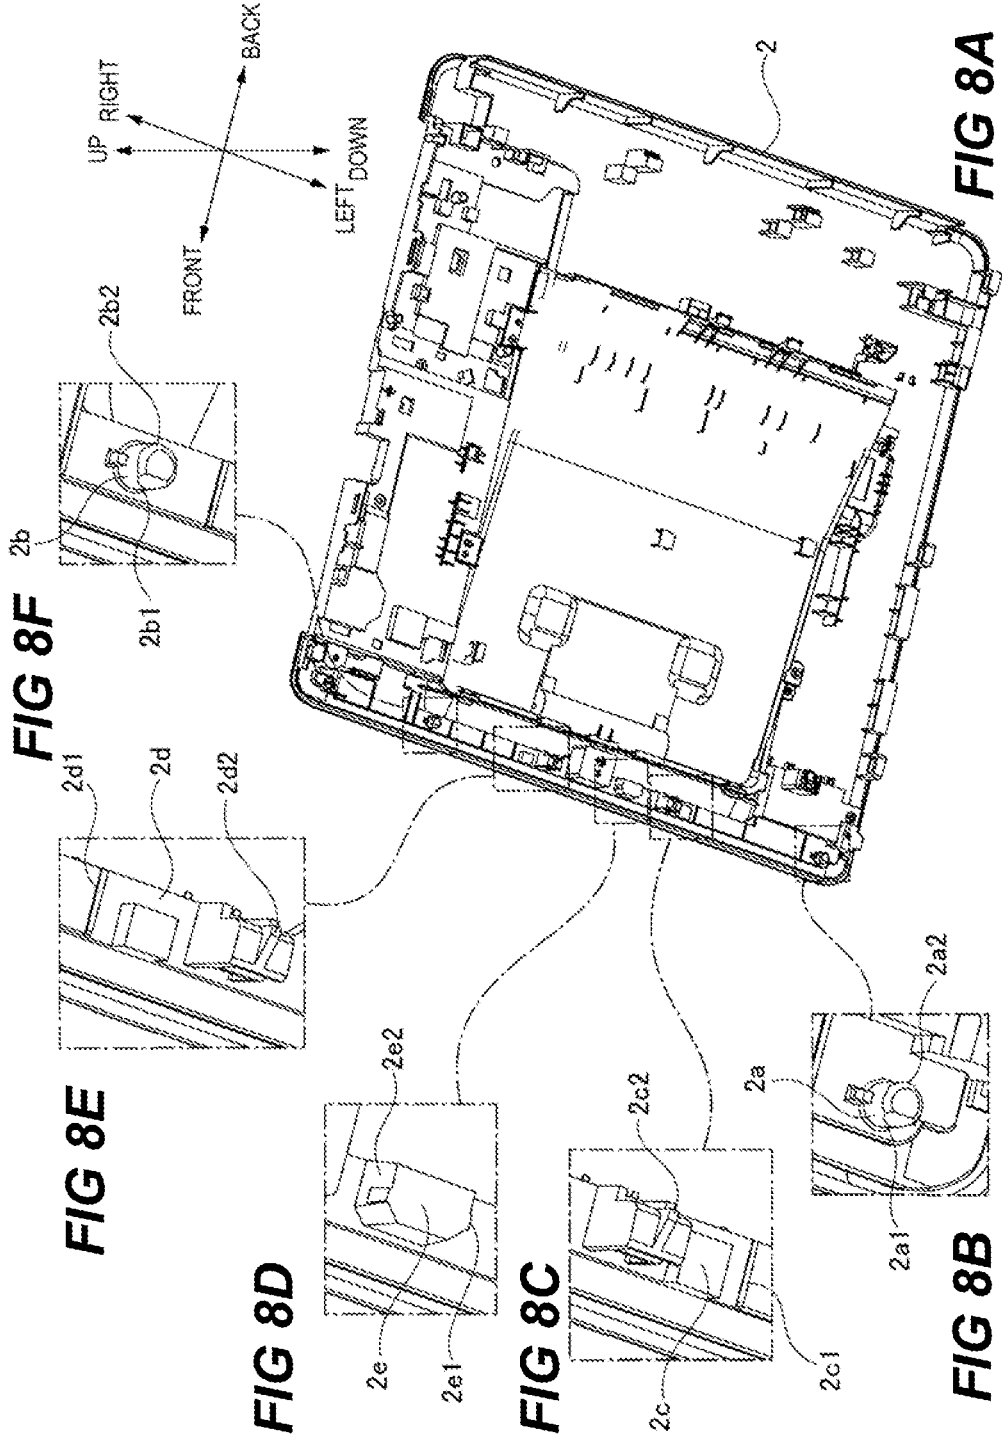 FIG 8A
2
UP
DOWN
FRONT
BACK
LEFT
RIGHT
FIG 8B
2a
2a1
2a2
FIG 8C
2c
2c1
2c2
FIG 8D
2e
2e1
2e2
FIG 8E
2d1
2d
2d2
FIG 8F
2b
2b1
2b2